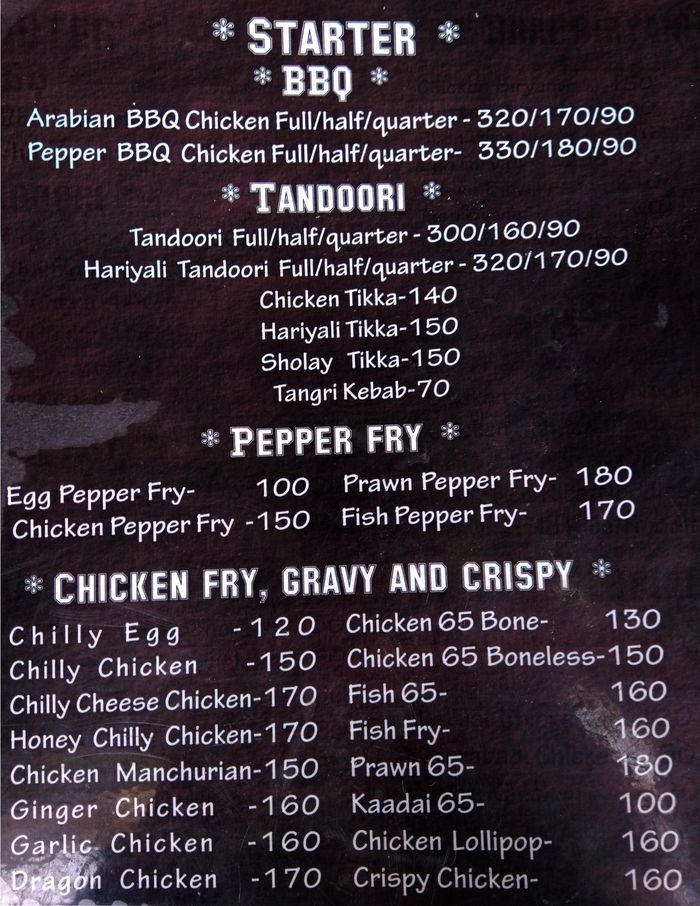 STARTER
BBQ
Arabian BBQ Chicken Full/half/quarter - 320/170/90
Pepper BBQ Chicken Full/half/quarter- 330/180/90
TANDOORI
Tandoori Full/half/quarter - 300/160/90
Hariyali Tandoori Full/half/quarter - 320/170/90
Chicken Tikka-140
Hariyali Tikka-150
Sholay Tikka-150
Tangri Kebab-70
PEPPER FRY
Egg Pepper Fry- 100 Prawn Pepper Fry- 180
Chicken Pepper Fry -150 Fish Pepper Fry- 170
CHICKEN FRY, GRAVY AND CRISPY
Chilly Egg -120 Chicken 65 Bone- 130
Chilly Chicken -150 Chicken 65 Boneless-150
Chilly Cheese Chicken-170 Fish 65- 160
Honey Chilly Chicken-170 Fish Fry- 160
Chicken Manchurian-150 Prawn 65- 180
Ginger Chicken -160 Kaadai 65- 100
Garlic Chicken -160 Chicken Lollipop- 160
Dragon Chicken -170 Crispy Chicken- 160